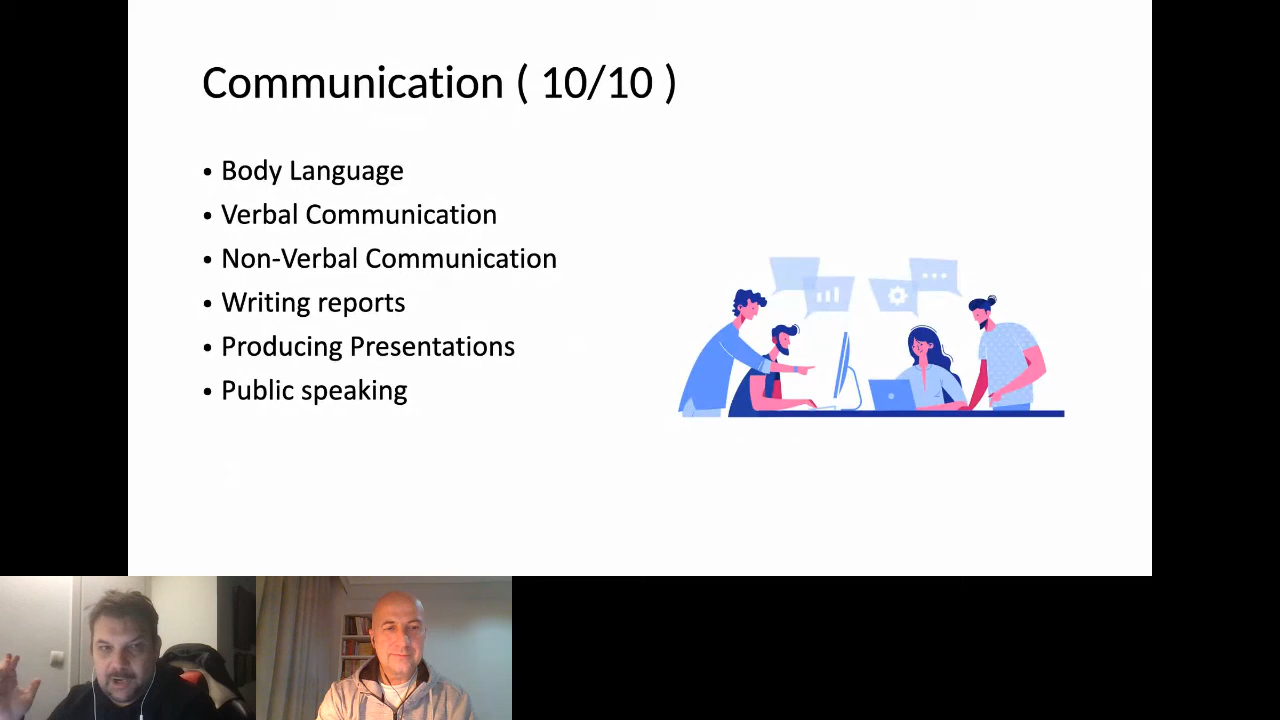 Communication ( 10/10 )
• Body Language
• Verbal Communication
• Non-Verbal Communication
• Writing reports
• Producing Presentations
• Public speaking